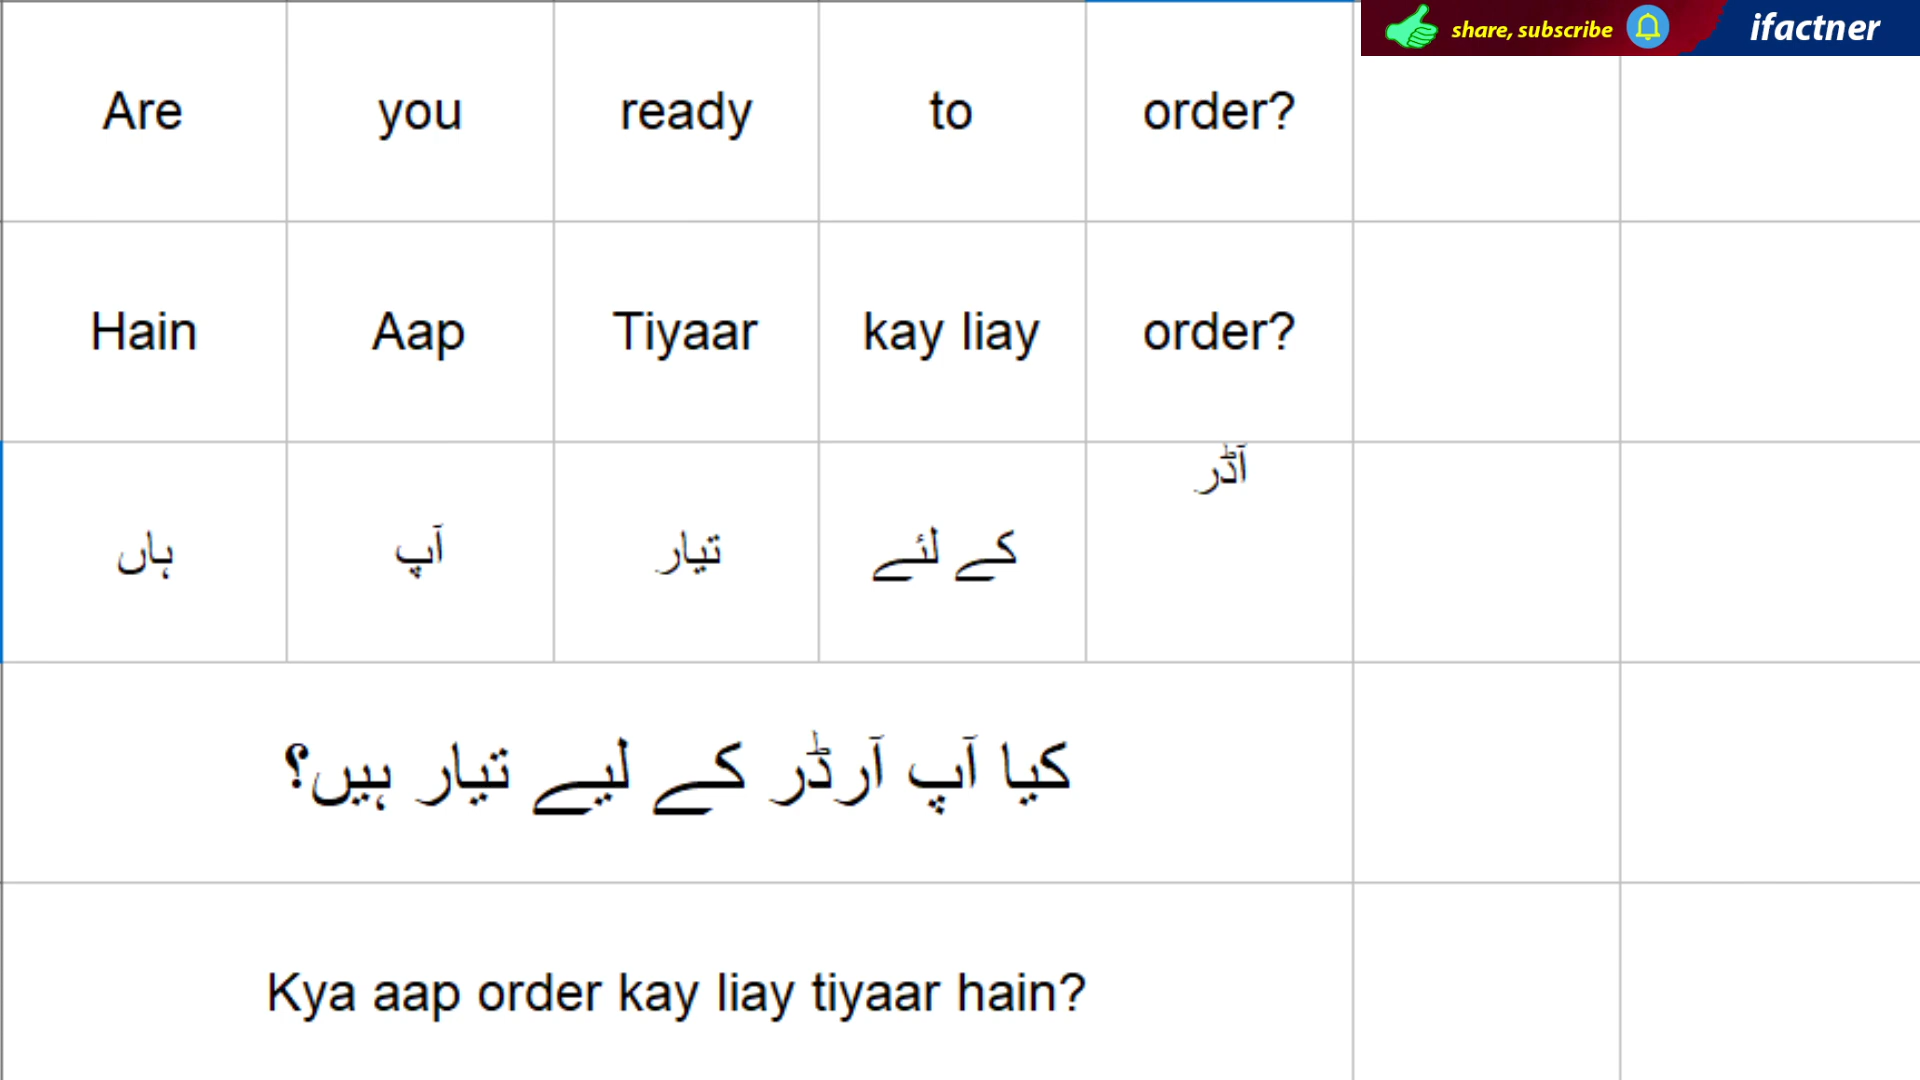 share, subscribe ifactner
Are you ready to order?
Hain Aap Tiyaar kay liay order?
ہاں آپ تیار کے لئے آڈر
کیا آپ آرڈر کے لیے تیار ہیں؟
Kya aap order kay liay tiyaar hain?